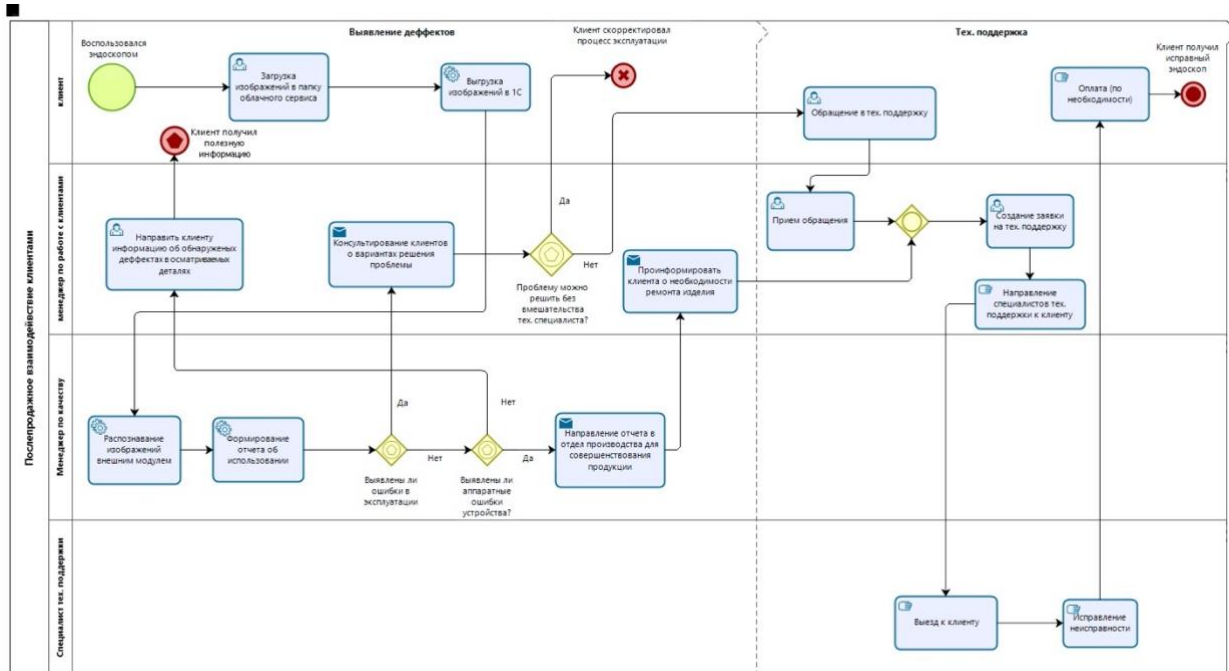 Послепродажное взаимодейвствие клиентами
Выявление деффектов
Тех. поддержка
клиент
Воспользовался
эндоскопом
Загрузка
изображений в папку
облачного сервиса
Выгрузка
изображений в 1С
Клиент скорректировал
процесс эксплуатации
Обращение в тех. поддержку
Оплата (по
необходимости)
Клиент получил
исправный
эндоскоп
Клиент получил
полезную
информацию
менеджер по работе с клиентами
Направить клиенту
информацию об обнаруженых
деффектах в осматриваемых
деталях
Консультирование клиентов
о вариантах решения
проблемы
Да
Нет
Проблему можно
решить без
вмешательства
тех. специалиста?
Проинформировать
клиента о необходимости
ремонта изделия
Прием обращения
Создание заявки
на тех. поддержку
Направление
специалистов тех.
поддержки к клиенту
Менеджер по качеству
Распознавание
изображений
внешним модулем
Формирование
отчета об
использовании
Да
Нет
Выявлены ли
ошибки в
эксплуатации
Нет
Да
Выявлены ли
аппаратные
ошибки
устройства?
Направление отчета в
отдел производства для
совершенствования
продукции
Специалист тех. поддержки
Выезд к клиенту
Исправление
неисправности